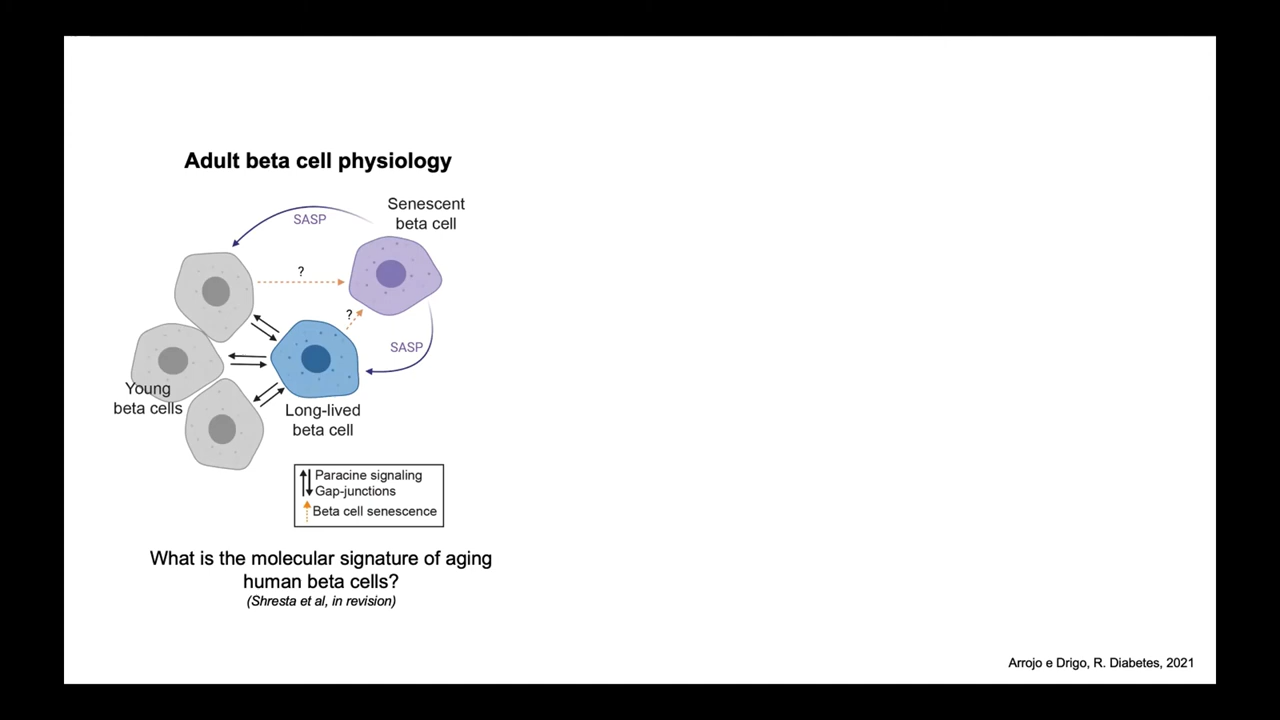 Adult beta cell physiology
Senescent
beta cell
SASP
?
?
SASP
Young
beta cells
Long-lived
beta cell
Paracine signaling
Gap-junctions
Beta cell senescence
What is the molecular signature of aging
human beta cells?
(Shresta et al, in revision)
Arrojo e Drigo, R. Diabetes, 2021